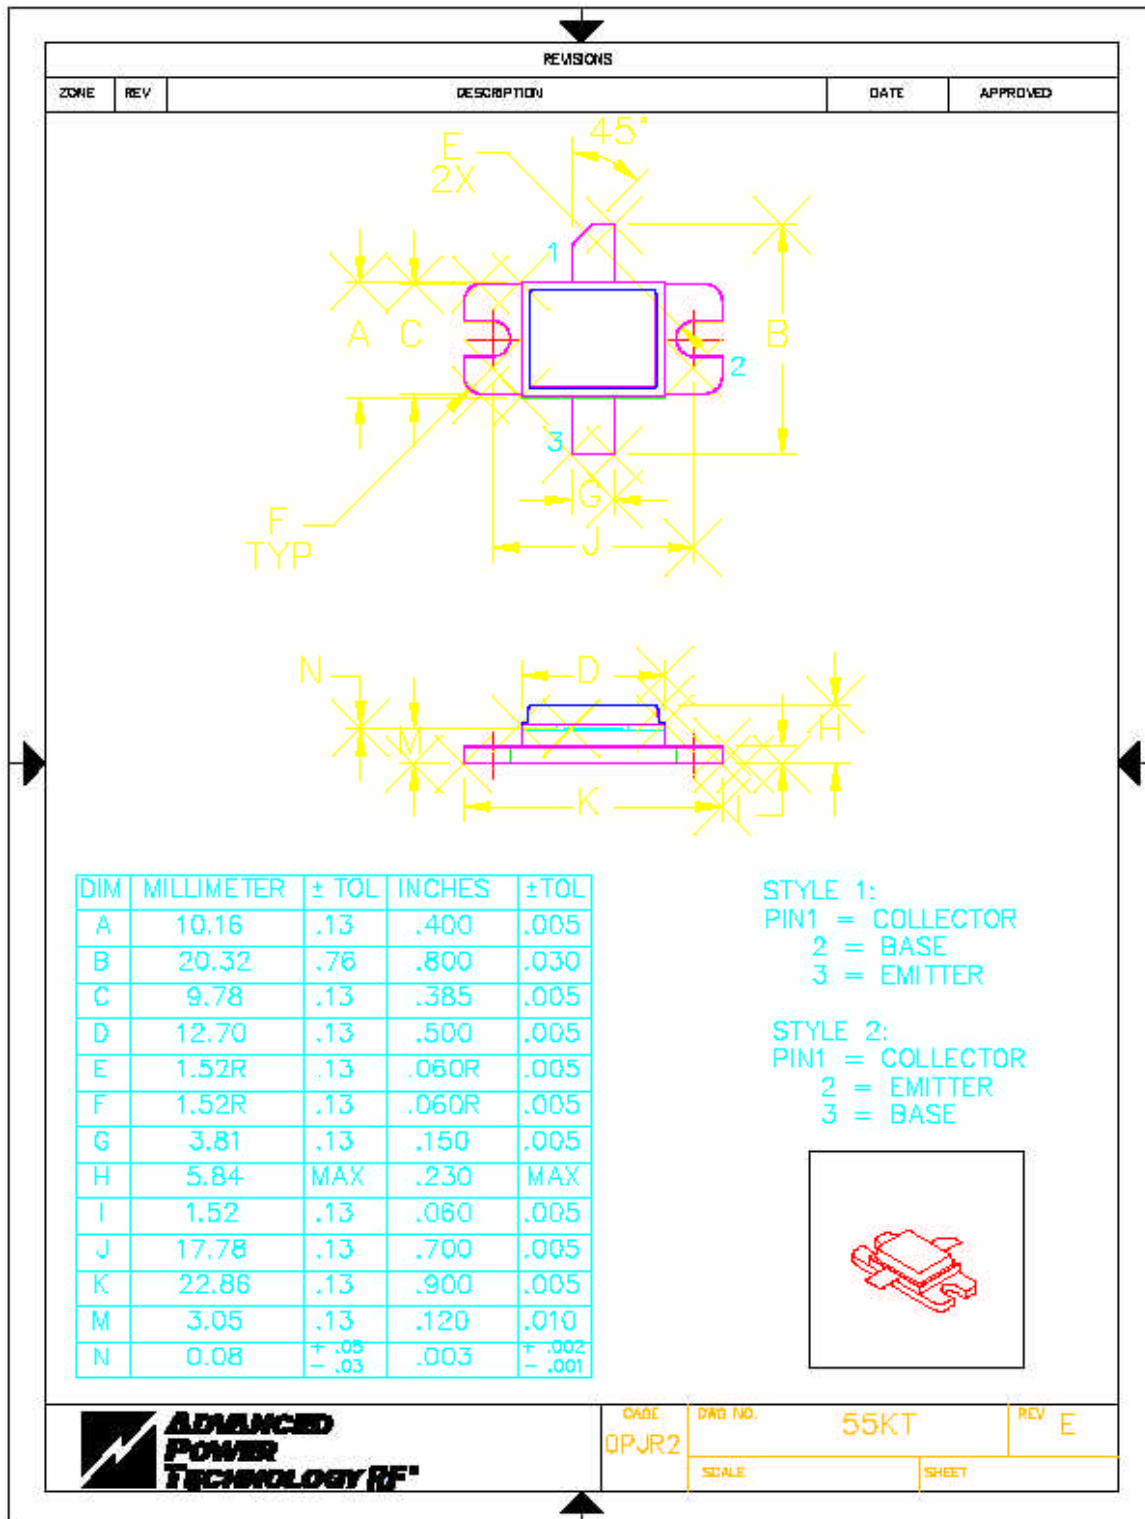 REVISIONS
ZONE REV DESCRIPTION DATE APPROVED
45°
E
2X
1
A C B
2
3
G
F
TYP
J
N D
M H
K I
DIM MILLIMETER ± TOL INCHES ±TOL
A 10.16 .13 .400 .005
B 20.32 .76 .800 .030
C 9.78 .13 .385 .005
D 12.70 .13 .500 .005
E 1.52R .13 .060R .005
F 1.52R .13 .060R .005
G 3.81 .13 .150 .005
H 5.84 MAX .230 MAX
I 1.52 .13 .060 .005
J 17.78 .13 .700 .005
K 22.86 .13 .900 .005
M 3.05 .13 .120 .010
N 0.08 + .05 - .03 .003 + .002 - .001
STYLE 1:
PIN1 = COLLECTOR
2 = BASE
3 = EMITTER
STYLE 2:
PIN1 = COLLECTOR
2 = EMITTER
3 = BASE
ADVANCED
POWER
TECHNOLOGY RF
CAGE
0PJR2
DWG NO.
55KT
REV E
SCALE
SHEET